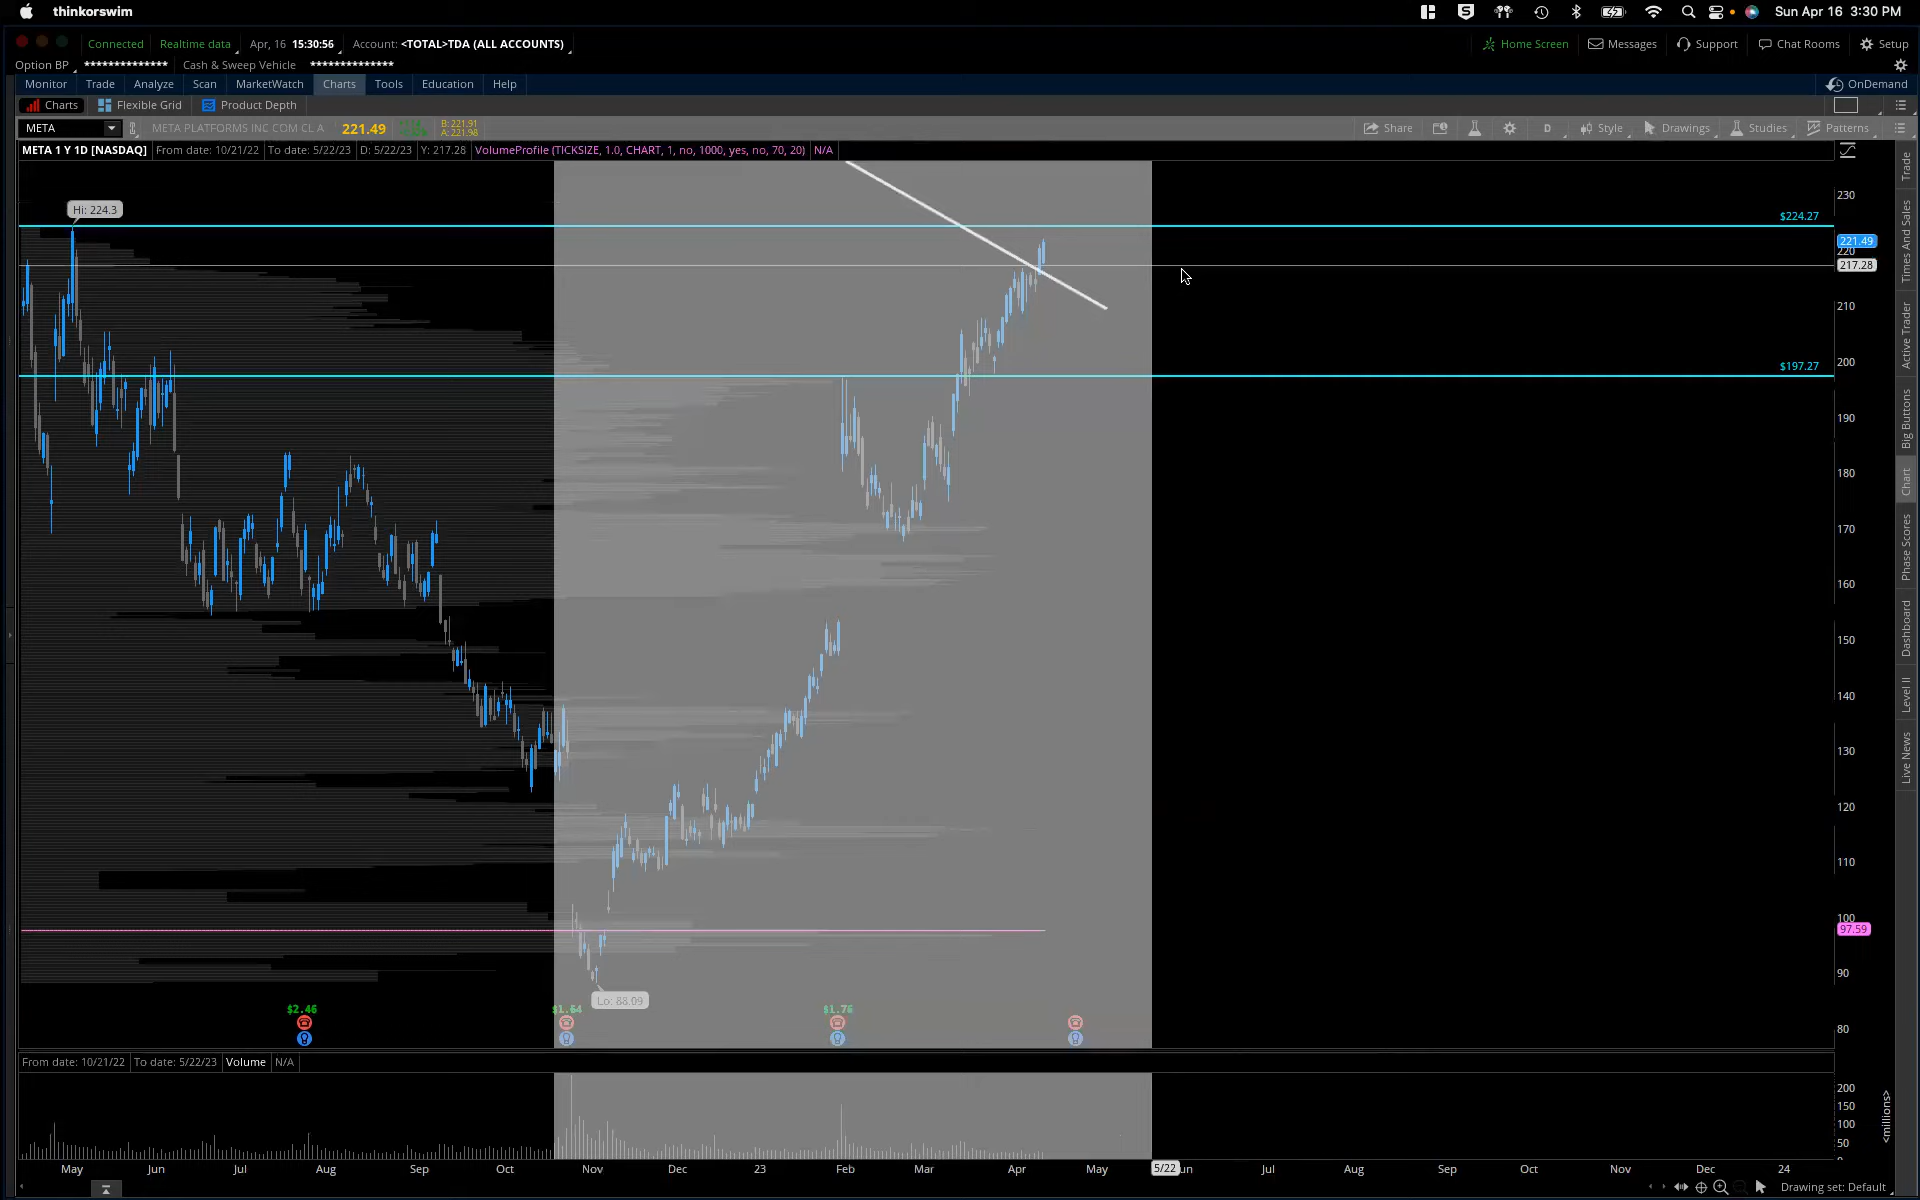 thinkorswim Sun Apr 16 3:30 PM
Connected Realtime data Apr, 16 15:30:56 Account: <TOTAL>TDA (ALL ACCOUNTS) Home Screen Messages Support Chat Rooms Setup
Option BP ************** Cash & Sweep Vehicle **************
Monitor Trade Analyze Scan MarketWatch Charts Tools Education Help OnDemand
Charts Flexible Grid Product Depth
META META PLATFORMS INC COM CL A 221.49 B: 221.91 Share D Style Drawings Studies Patterns
A: 221.98
META 1 Y 1D [NASDAQ] From date: 10/21/22 To date: 5/22/23 D: 5/22/23 Y: 217.28 VolumeProfile (TICKSIZE, 1.0, CHART, 1, no, 1000, yes, no, 70, 20) N/A
230
Hi: 224.3
$224.27
221.49
220
217.28
210
$197.27
200
190
180
170
160
150
140
130
120
110
100
97.59
90
Lo: 88.09
80
$2.46 $1.64 $1.76
From date: 10/21/22 To date: 5/22/23 Volume N/A
200
150
100
50
<millions>
May Jun Jul Aug Sep Oct Nov Dec 23 Feb Mar Apr May 5/22 un Jul Aug Sep Oct Nov Dec 24
Drawing set: Default
Trade
Times And Sales
Active Trader
Big Buttons
Chart
Phase Scores
Dashboard
Level II
Live News